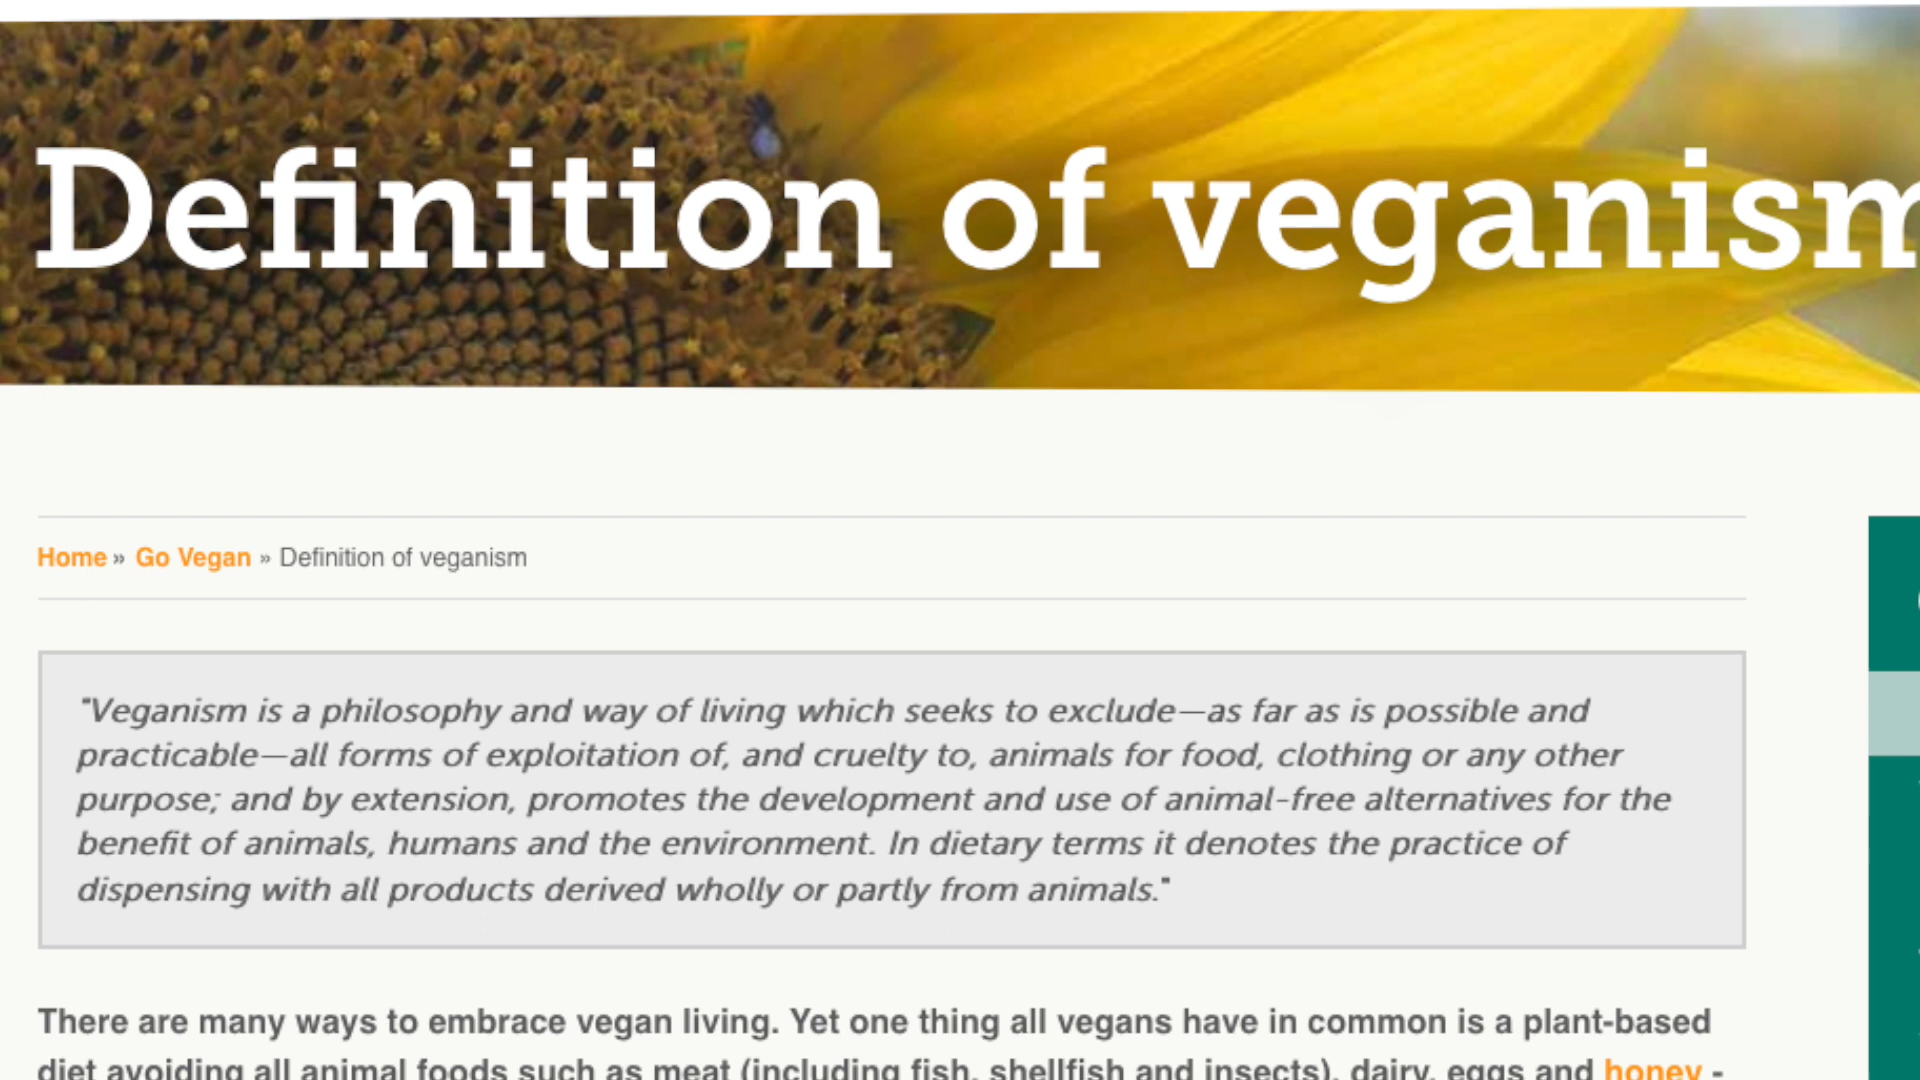 Definition of veganism
Home » Go Vegan » Definition of veganism
"Veganism is a philosophy and way of living which seeks to exclude—as far as is possible and
practicable—all forms of exploitation of, and cruelty to, animals for food, clothing or any other
purpose; and by extension, promotes the development and use of animal-free alternatives for the
benefit of animals, humans and the environment. In dietary terms it denotes the practice of
dispensing with all products derived wholly or partly from animals."
There are many ways to embrace vegan living. Yet one thing all vegans have in common is a plant-based
diet avoiding all animal foods such as meat (including fish, shellfish and insects), dairy, eggs and honey -